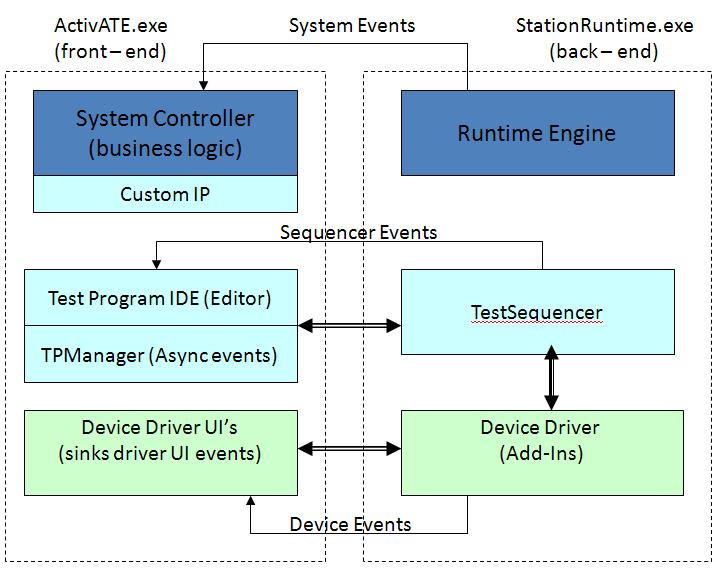 ActivATE.exe
(front – end)
System Events
StationRuntime.exe
(back – end)
System Controller
(business logic)
Custom IP
Runtime Engine
Sequencer Events
Test Program IDE (Editor)
TPManager (Async events)
TestSequencer
Device Driver UI's
(sinks driver UI events)
Device Driver
(Add-Ins)
Device Events